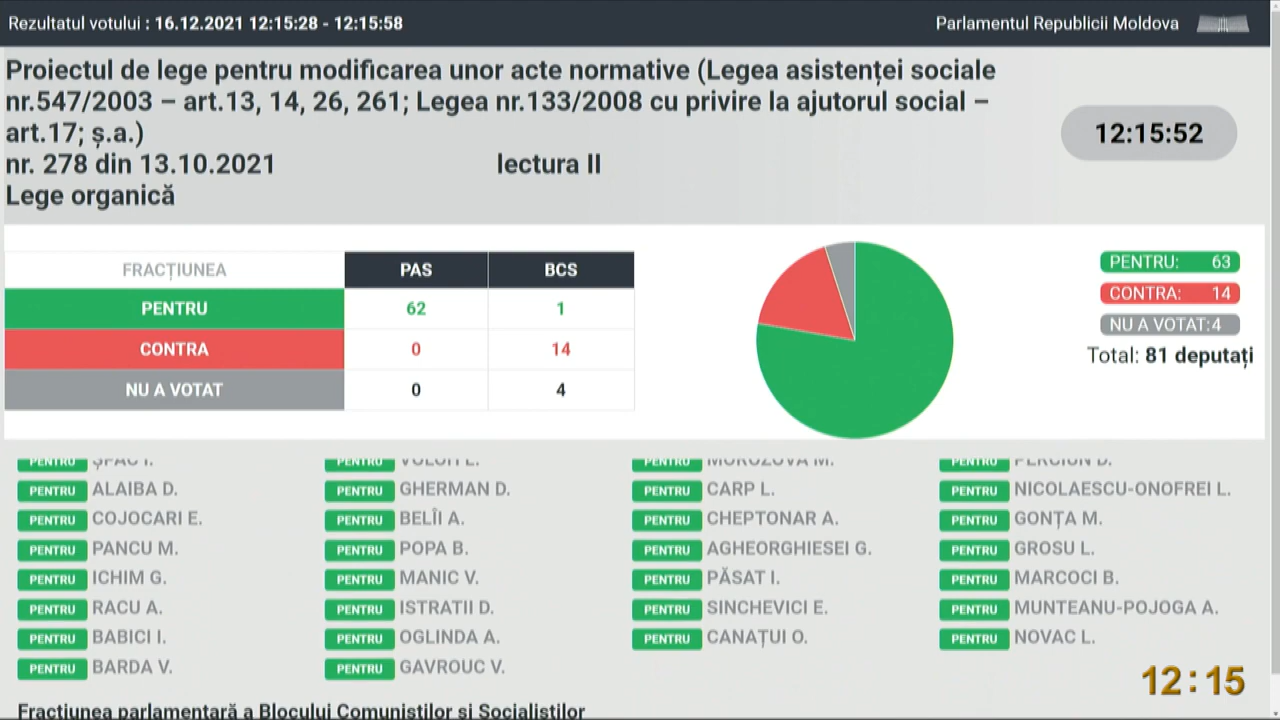 Rezultatul votului : 16.12.2021 12:15:28 - 12:15:58
Parlamentul Republicii Moldova
Proiectul de lege pentru modificarea unor acte normative (Legea asistenței sociale
nr.547/2003 – art.13, 14, 26, 261; Legea nr.133/2008 cu privire la ajutorul social –
art.17; ș.a.)
nr. 278 din 13.10.2021 lectura II
Lege organică
12:15:52
FRACȚIUNEA PAS BCS
PENTRU 62 1
CONTRA 0 14
NU A VOTAT 0 4
PENTRU: 63
CONTRA: 14
NU A VOTAT:4
Total: 81 deputați
PENTRU PENTRU PENTRU PENTRU
PENTRU ALAIBA D. PENTRU GHERMAN D. PENTRU CARP L. PENTRU NICOLAESCU-ONOFREI L.
PENTRU COJOCARI E. PENTRU BELÎI A. PENTRU CHEPTONAR A. PENTRU GONȚA M.
PENTRU PANCU M. PENTRU POPA B. PENTRU AGHEORGHIESEI G. PENTRU GROSU L.
PENTRU ICHIM G. PENTRU MANIC V. PENTRU PĂSAT I. PENTRU MARCOCI B.
PENTRU RACU A. PENTRU ISTRATII D. PENTRU SINCHEVICI E. PENTRU MUNTEANU-POJOGA A.
PENTRU BABICI I. PENTRU OGLINDA A. PENTRU CANAȚUI O. PENTRU NOVAC L.
PENTRU BARDA V. PENTRU GAVROUC V.
12:15
Fracțiunea parlamentară a Blocului Comuniștilor și Socialiștilor